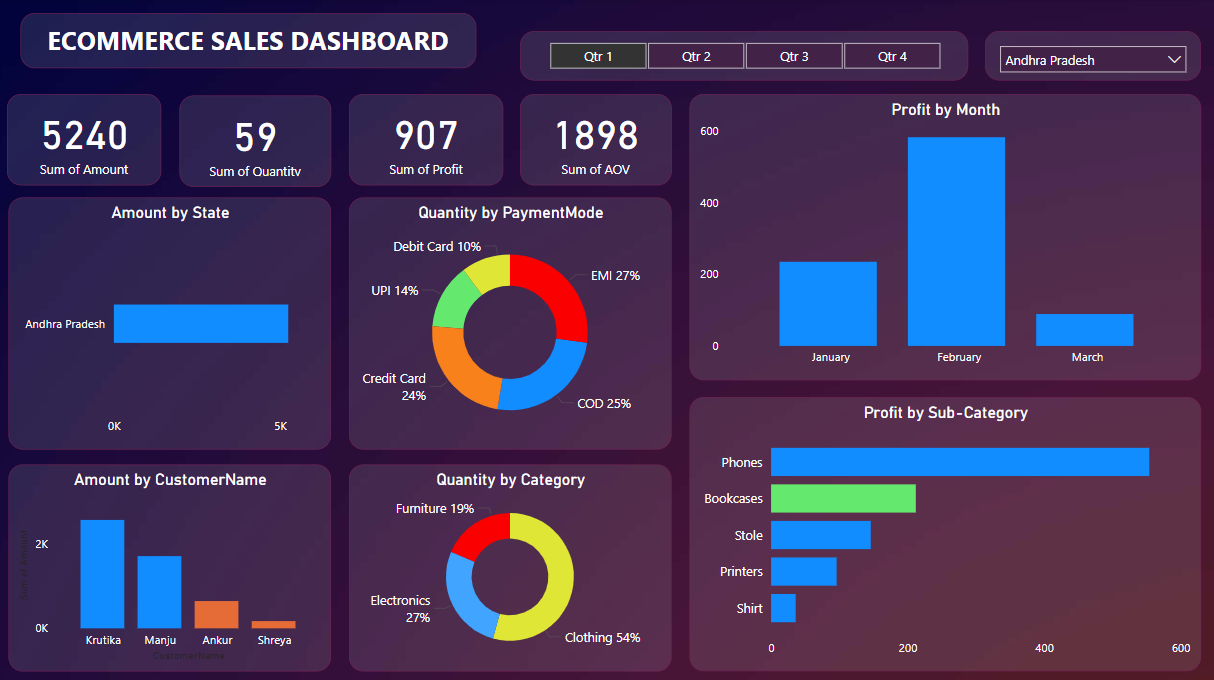 ECOMMERCE SALES DASHBOARD
Qtr 1 Qtr 2 Qtr 3 Qtr 4
Andhra Pradesh
5240
Sum of Amount
59
Sum of Quantity
907
Sum of Profit
1898
Sum of AOV
Profit by Month
600
400
200
0
January February March
Amount by State
Andhra Pradesh
0K 5K
Quantity by PaymentMode
Debit Card 10%
EMI 27%
UPI 14%
Credit Card
24%
COD 25%
Profit by Sub-Category
Phones
Bookcases
Stole
Printers
Shirt
0 200 400 600
Amount by CustomerName
Sum of Amount
2K
0K
Krutika Manju Ankur Shreya
CustomerName
Quantity by Category
Furniture 19%
Electronics
27%
Clothing 54%